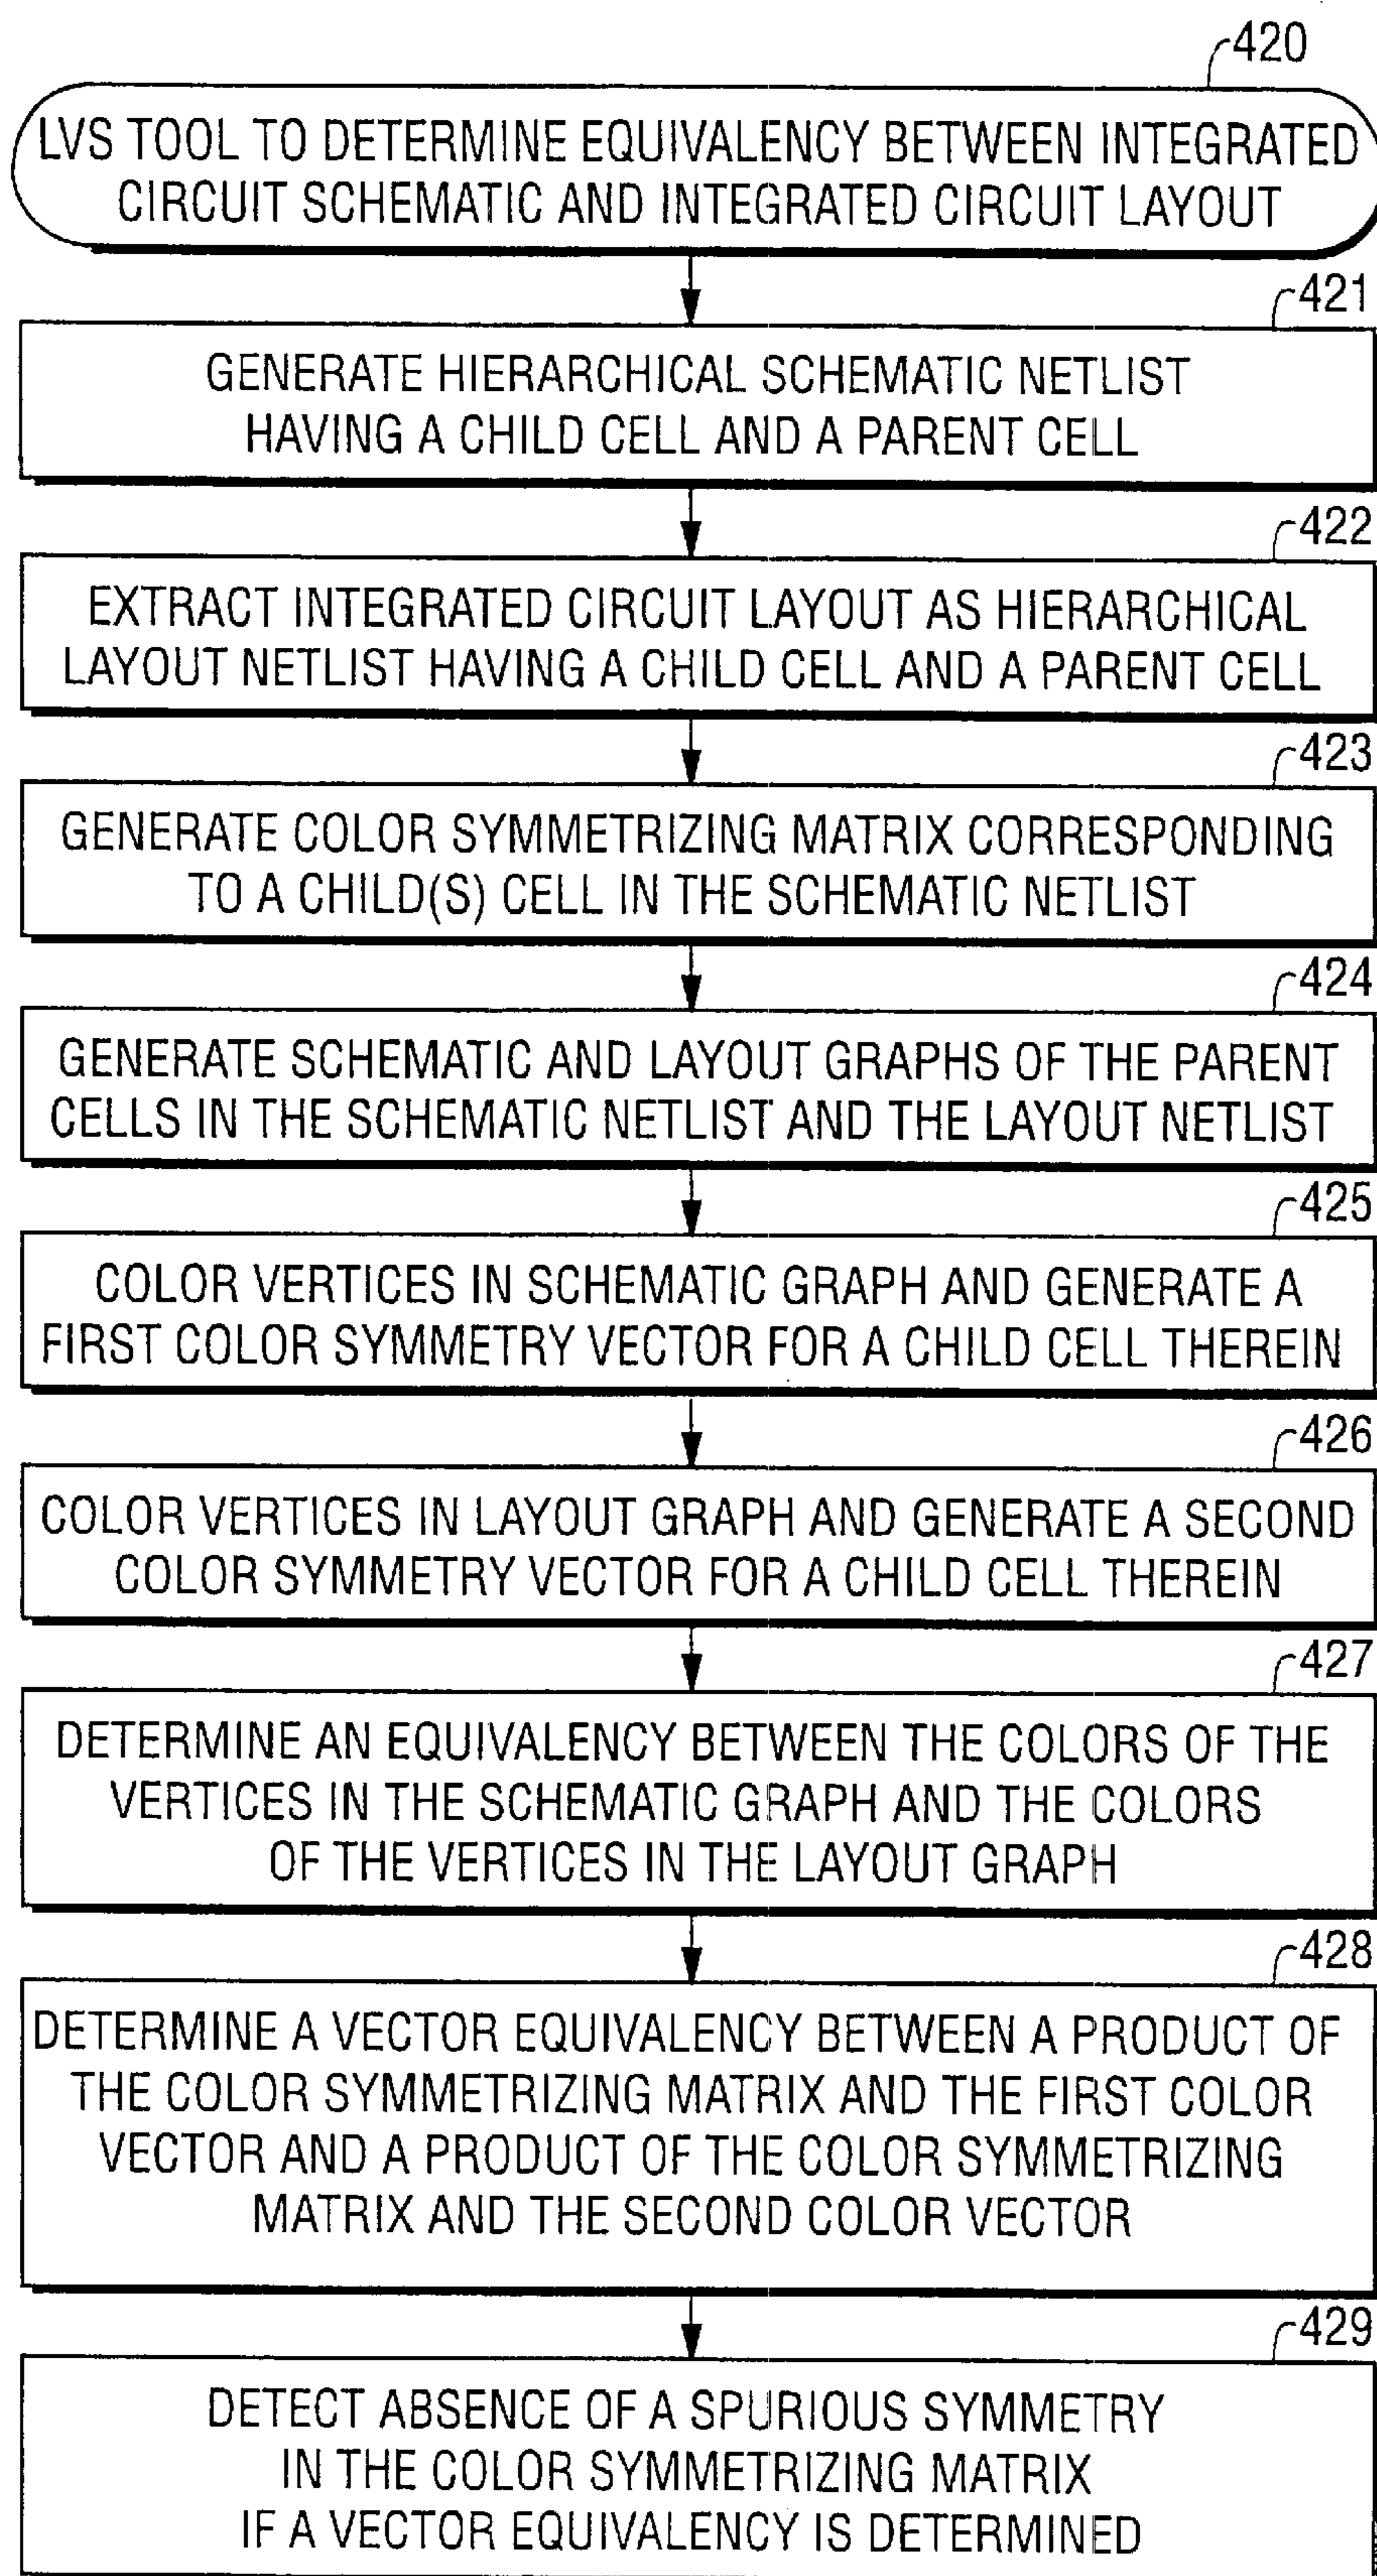 420
LVS TOOL TO DETERMINE EQUIVALENCY BETWEEN INTEGRATED
CIRCUIT SCHEMATIC AND INTEGRATED CIRCUIT LAYOUT
421
GENERATE HIERARCHICAL SCHEMATIC NETLIST
HAVING A CHILD CELL AND A PARENT CELL
422
EXTRACT INTEGRATED CIRCUIT LAYOUT AS HIERARCHICAL
LAYOUT NETLIST HAVING A CHILD CELL AND A PARENT CELL
423
GENERATE COLOR SYMMETRIZING MATRIX CORRESPONDING
TO A CHILD(S) CELL IN THE SCHEMATIC NETLIST
424
GENERATE SCHEMATIC AND LAYOUT GRAPHS OF THE PARENT
CELLS IN THE SCHEMATIC NETLIST AND THE LAYOUT NETLIST
425
COLOR VERTICES IN SCHEMATIC GRAPH AND GENERATE A
FIRST COLOR SYMMETRY VECTOR FOR A CHILD CELL THEREIN
426
COLOR VERTICES IN LAYOUT GRAPH AND GENERATE A SECOND
COLOR SYMMETRY VECTOR FOR A CHILD CELL THEREIN
427
DETERMINE AN EQUIVALENCY BETWEEN THE COLORS OF THE
VERTICES IN THE SCHEMATIC GRAPH AND THE COLORS
OF THE VERTICES IN THE LAYOUT GRAPH
428
DETERMINE A VECTOR EQUIVALENCY BETWEEN A PRODUCT OF
THE COLOR SYMMETRIZING MATRIX AND THE FIRST COLOR
VECTOR AND A PRODUCT OF THE COLOR SYMMETRIZING
MATRIX AND THE SECOND COLOR VECTOR
429
DETECT ABSENCE OF A SPURIOUS SYMMETRY
IN THE COLOR SYMMETRIZING MATRIX
IF A VECTOR EQUIVALENCY IS DETERMINED